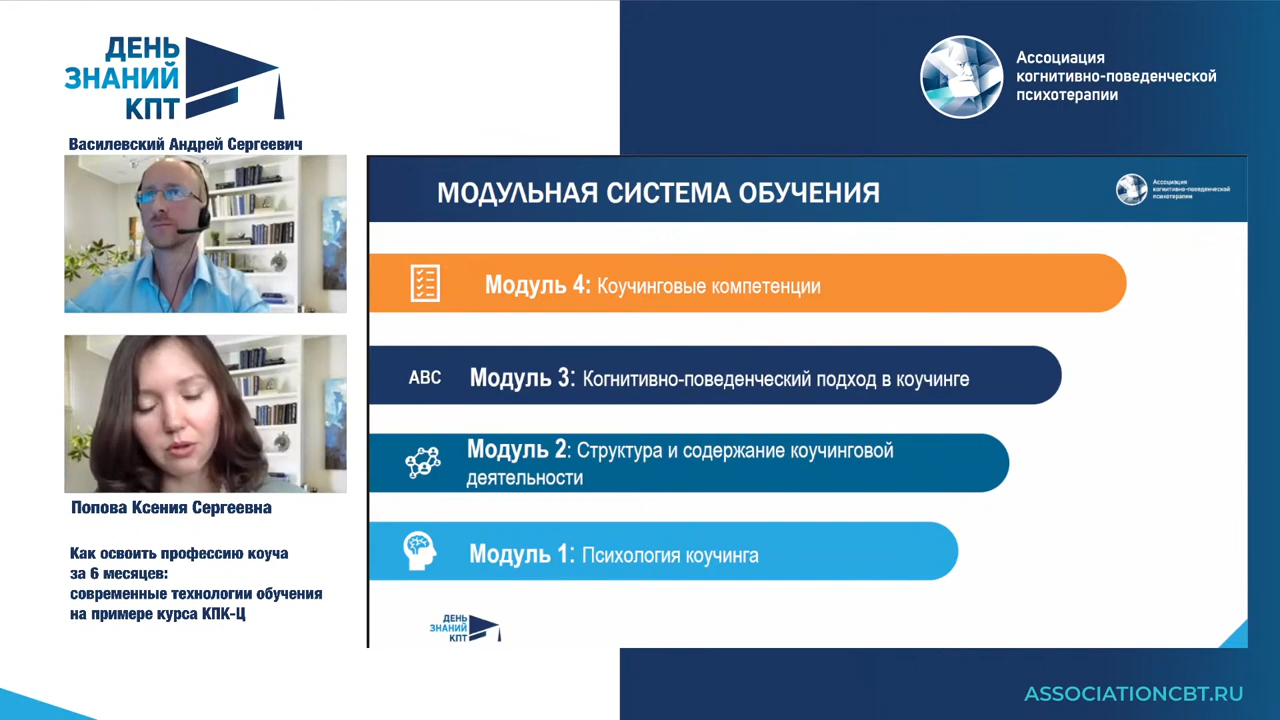 ДЕНЬ
ЗНАНИЙ
КПТ
Ассоциация
когнитивно-поведенческой
психотерапии
Василевский Андрей Сергеевич
Попова Ксения Сергеевна
Как освоить профессию коуча
за 6 месяцев:
современные технологии обучения
на примере курса КПК-Ц
МОДУЛЬНАЯ СИСТЕМА ОБУЧЕНИЯ
Ассоциация
когнитивно-поведенческой
психотерапии
Модуль 4: Коучинговые компетенции
ABC Модуль 3: Когнитивно-поведенческий подход в коучинге
Модуль 2: Структура и содержание коучинговой
деятельности
Модуль 1: Психология коучинга
ДЕНЬ
ЗНАНИЙ
КПТ
ASSOCIATIONCBT.RU